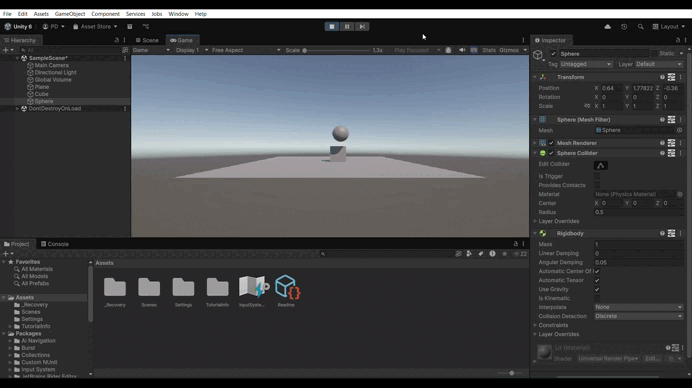 File Edit Assets GameObject Component Services Jobs Window Help
Unity 6 PD Asset Store Layout
Hierarchy Scene Game Inspector
All
Game Display 1 Free Aspect Scale 1.3x Play Focused Stats Gizmos
Sphere Static
SampleScene*
Main Camera
Directional Light
Global Volume
Plane
Cube
Sphere
DontDestroyOnLoad
Tag Untagged Layer Default
Transform
Position X 0.64 Y 1.77822 Z -0.36
Rotation X 0 Y 0 Z 0
Scale X 1 Y 1 Z 1
Sphere (Mesh Filter)
Mesh Sphere
Mesh Renderer
Sphere Collider
Edit Collider
Is Trigger
Provides Contacts
Material None (Physics Material)
Center X 0 Y 0 Z 0
Radius 0.5
Layer Overrides
Rigidbody
Mass 1
Linear Damping 0
Angular Damping 0.05
Automatic Center Of
Automatic Tensor
Use Gravity
Is Kinematic
Interpolate None
Collision Detection Discrete
Constraints
Layer Overrides
Lit (Material)
Shader Universal Render Pipe Edit...
Project Console
22
Favorites
All Materials
All Models
All Prefabs
Assets
_Recovery
Scenes
Settings
TutorialInfo
Packages
AI Navigation
Burst
Collections
Custom NUnit
Input System
JetBrains Rider Editor
Assets
_Recovery Scenes Settings TutorialInfo InputSyste... Readme